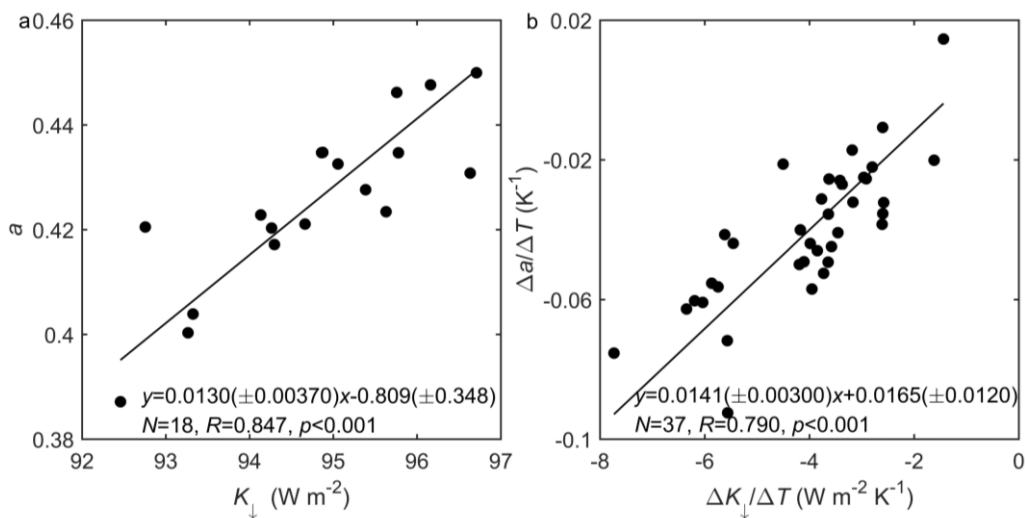 a
0.46
0.44
0.42
0.4
0.38
a
y=0.0130(±0.00370)x-0.809(±0.348)
N=18, R=0.847, p<0.001
92 93 94 95 96 97
K↓ (W m⁻²)
b
0.02
-0.02
-0.06
-0.1
Δa/ΔT (K⁻¹)
y=0.0141(±0.00300)x+0.0165(±0.0120)
N=37, R=0.790, p<0.001
-8 -6 -4 -2 0
ΔK↓/ΔT (W m⁻² K⁻¹)